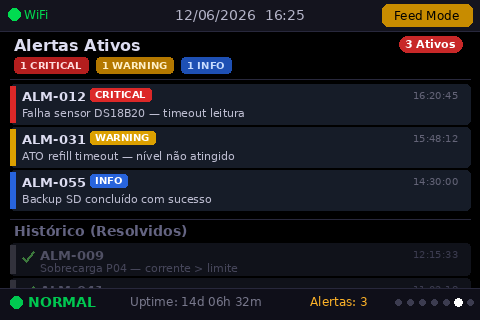 WiFi
12/06/2026 16:25
Feed Mode
Alertas Ativos
3 Ativos
1 CRITICAL
1 WARNING
1 INFO
ALM-012 CRITICAL
16:20:45
Falha sensor DS18B20 — timeout leitura
ALM-031 WARNING
15:48:12
ATO refill timeout — nível não atingido
ALM-055 INFO
14:30:00
Backup SD concluído com sucesso
Histórico (Resolvidos)
ALM-009
12:15:33
Sobrecarga P04 — corrente > limite
NORMAL
Uptime: 14d 06h 32m
Alertas: 3